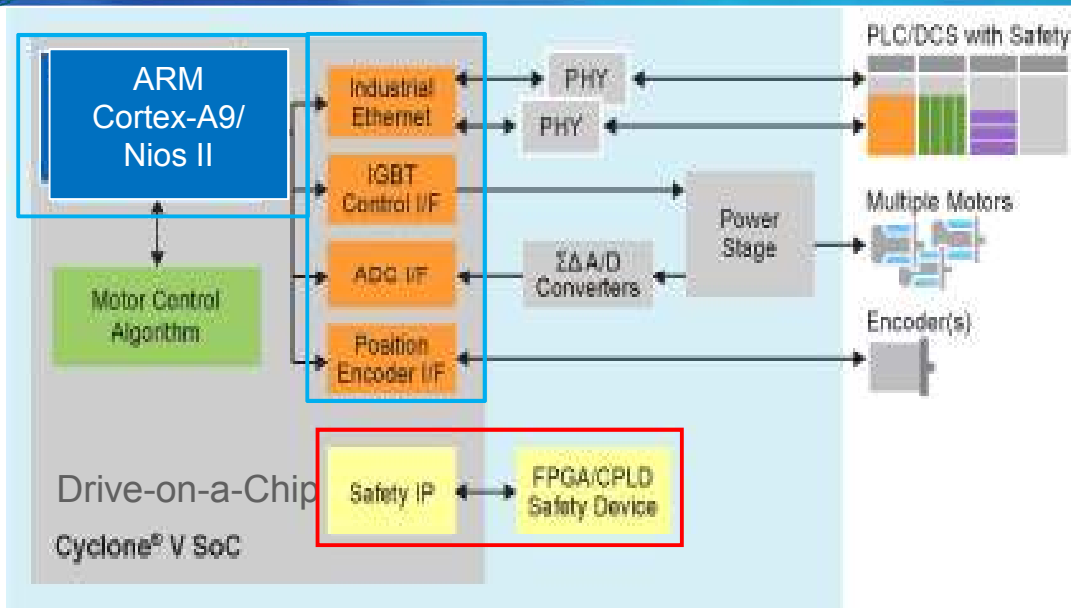 PLC/DCS with Safety
ARM
Cortex-A9/
Nios II
Industrial
Ethernet
PHY
PHY
IGBT
Control I/F
Power
Stage
Multiple Motors
ADC I/F
ΣΔ A/D
Converters
Motor Control
Algorithm
Position
Encoder I/F
Encoder(s)
Drive-on-a-Chip
Safety IP
FPGA/CPLD
Safety Device
Cyclone® V SoC